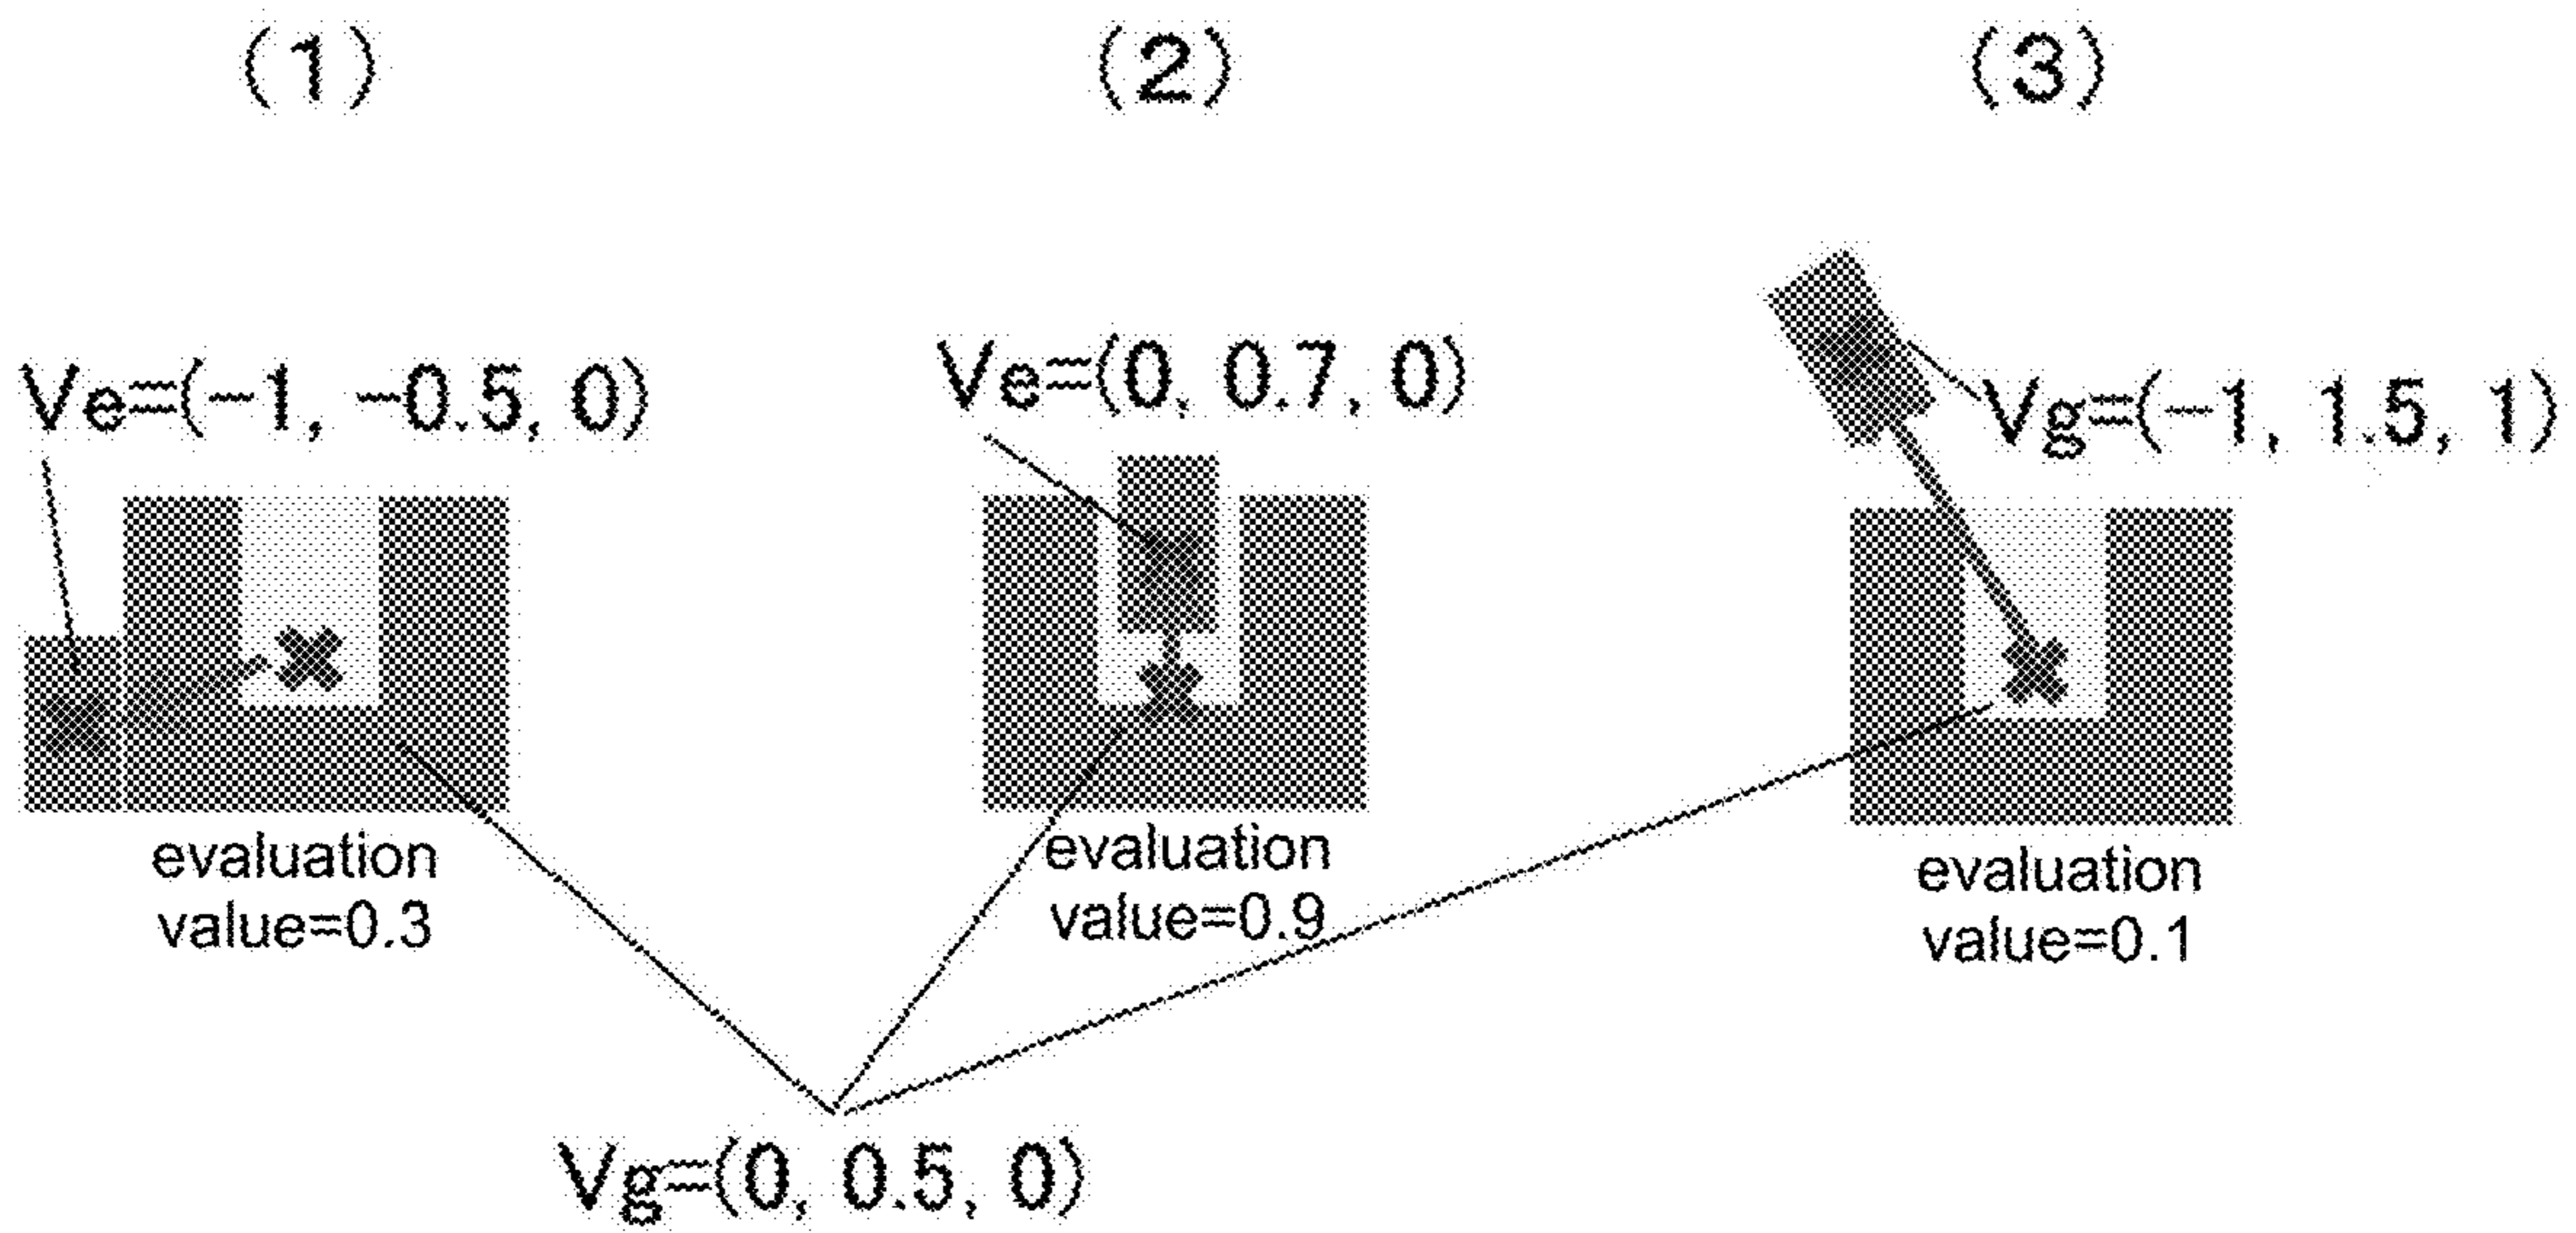 (1)
(2)
(3)
Ve=(-1, -0.5, 0)
Ve=(0, 0.7, 0)
Vg=(-1, 1.5, 1)
evaluation
value=0.3
evaluation
value=0.9
evaluation
value=0.1
Vg=(0, 0.5, 0)